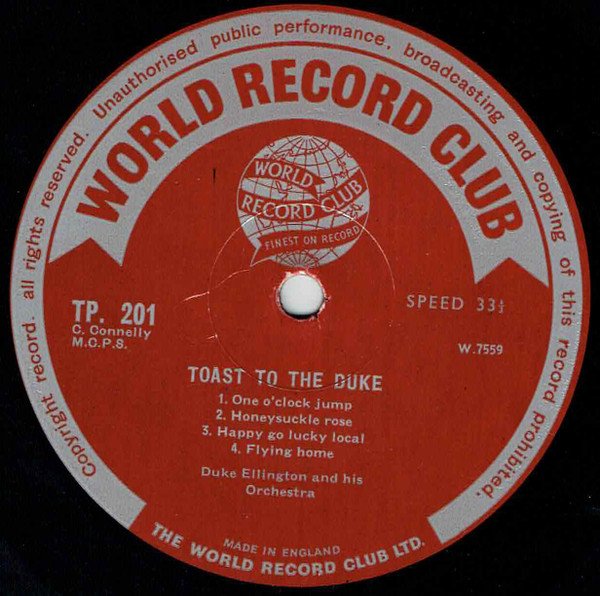 Copyright record. all rights reserved. Unauthorised public performance, broadcasting and copying of this record prohibited.
WORLD RECORD CLUB
WORLD
RECORD CLUB
FINEST ON RECORD
TP. 201
C. Connelly
M.C.P.S.
SPEED 33⅓
W.7559
TOAST TO THE DUKE
1. One o'clock jump
2. Honeysuckle rose
3. Happy go lucky local
4. Flying home
Duke Ellington and his
Orchestra
MADE IN ENGLAND
THE WORLD RECORD CLUB LTD.